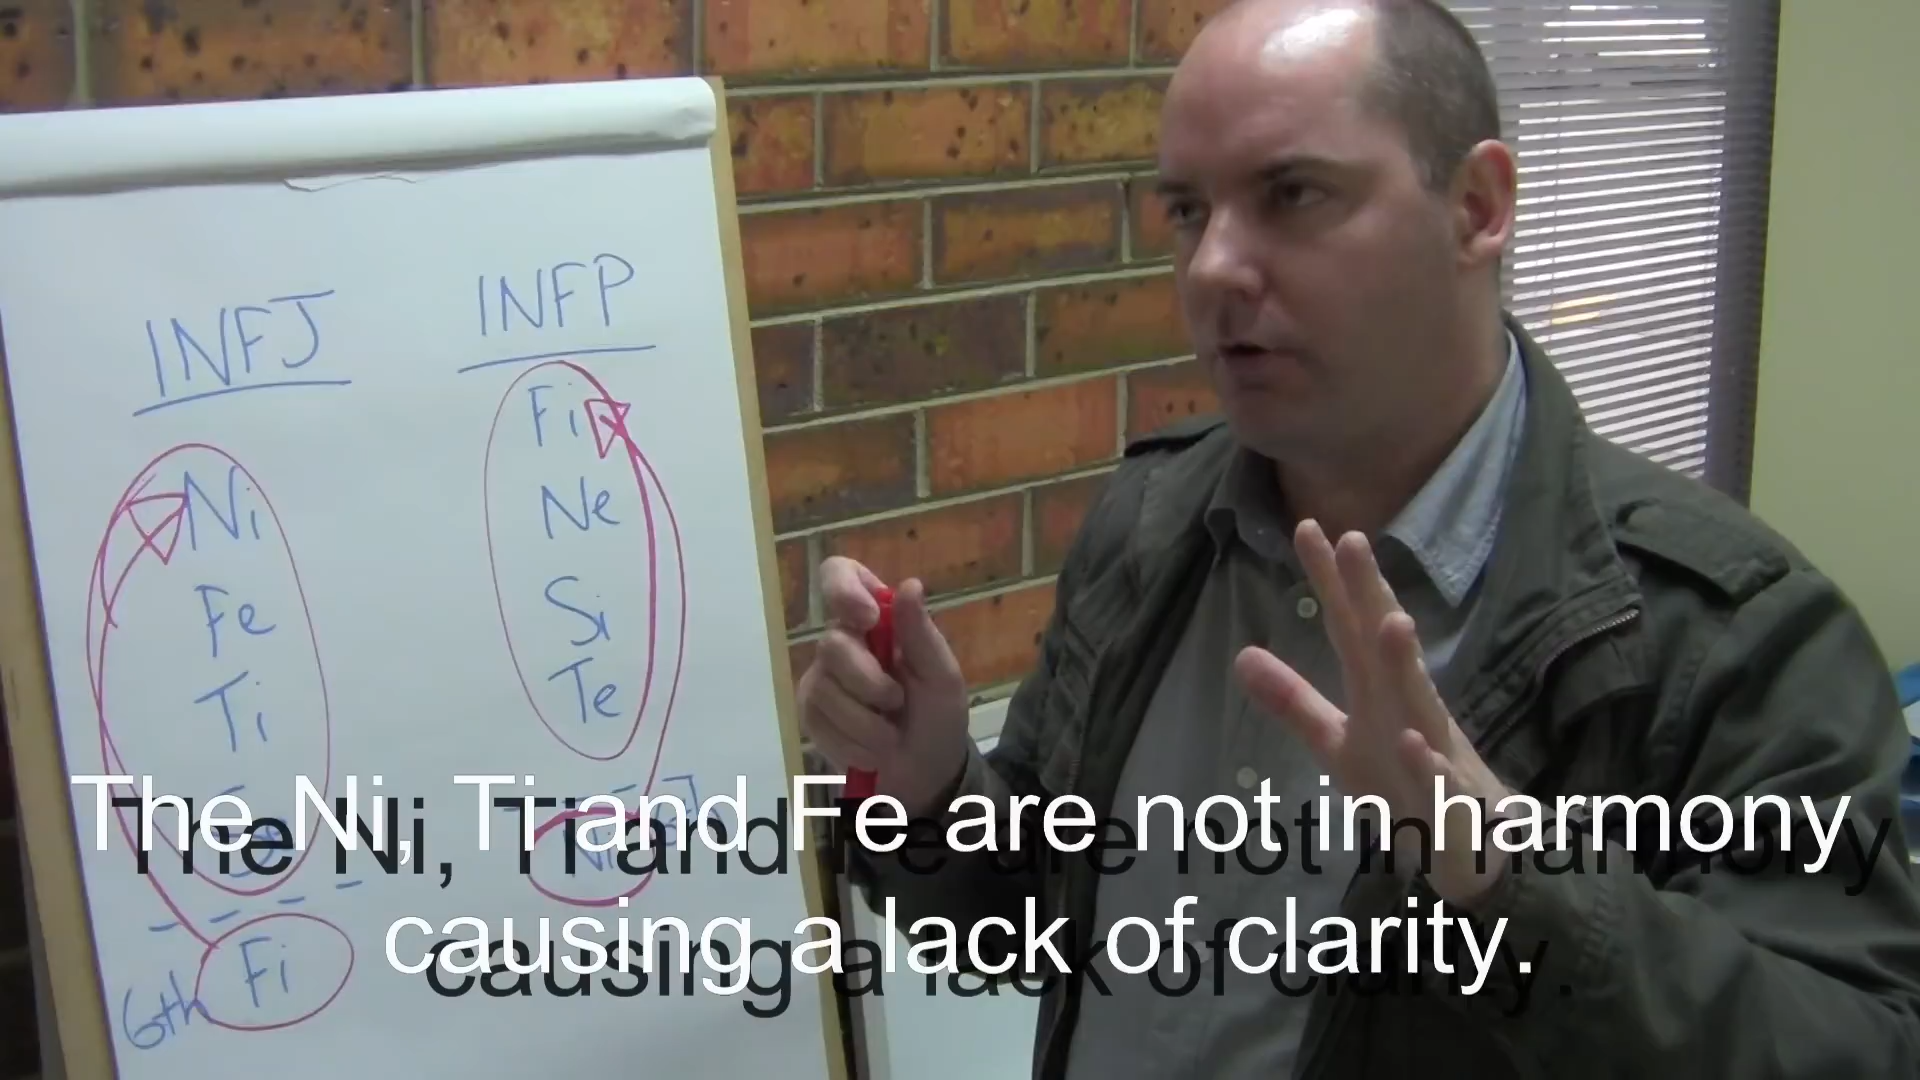 INFJ
Ni
Fe
Ti
6th Fi
INFP
Fi
Ne
Si
Te
Ni
The Ni, Ti and Fe are not in harmony
causing a lack of clarity.